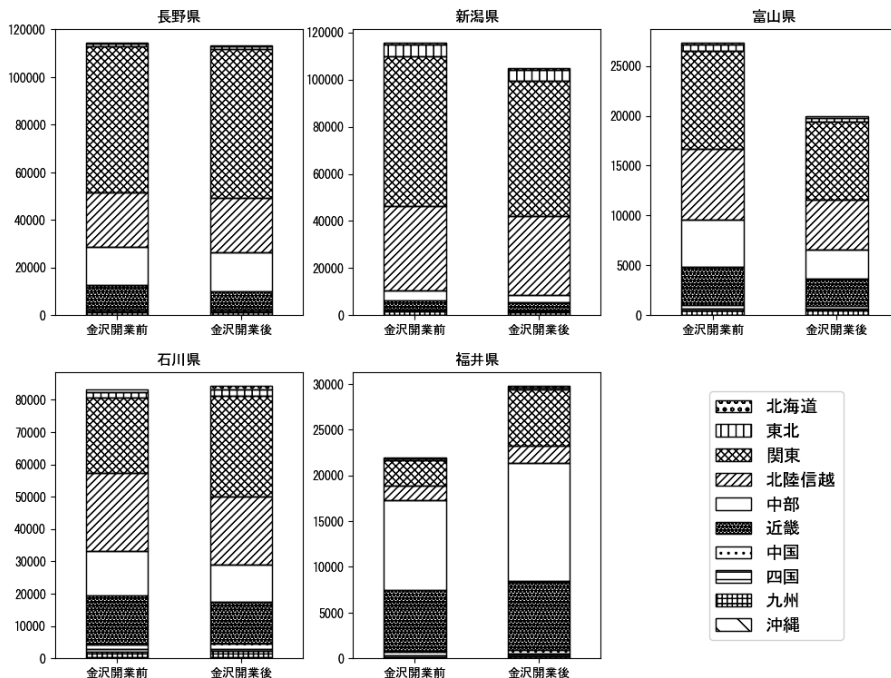 長野県
新潟県
富山県
120000
100000
80000
60000
40000
20000
0
金沢開業前
金沢開業後
120000
100000
80000
60000
40000
20000
0
金沢開業前
金沢開業後
25000
20000
15000
10000
5000
0
金沢開業前
金沢開業後
石川県
福井県
80000
70000
60000
50000
40000
30000
20000
10000
0
金沢開業前
金沢開業後
30000
25000
20000
15000
10000
5000
0
金沢開業前
金沢開業後
北海道
東北
関東
北陸信越
中部
近畿
中国
四国
九州
沖縄